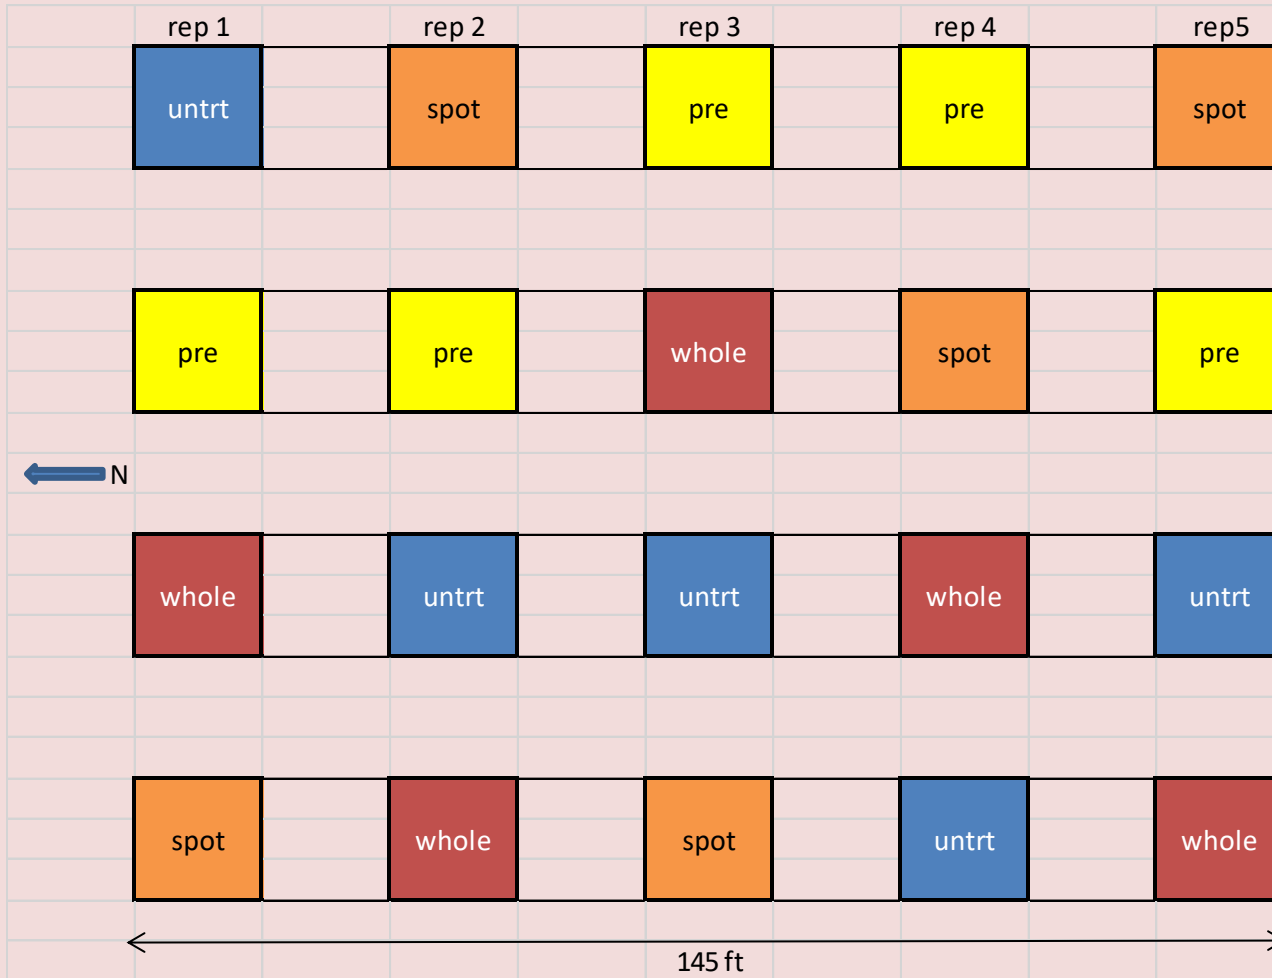 rep 1 rep 2 rep 3 rep 4 rep5
untrt spot pre pre spot
pre pre whole spot pre
N
whole untrt untrt whole untrt
spot whole spot untrt whole
145 ft